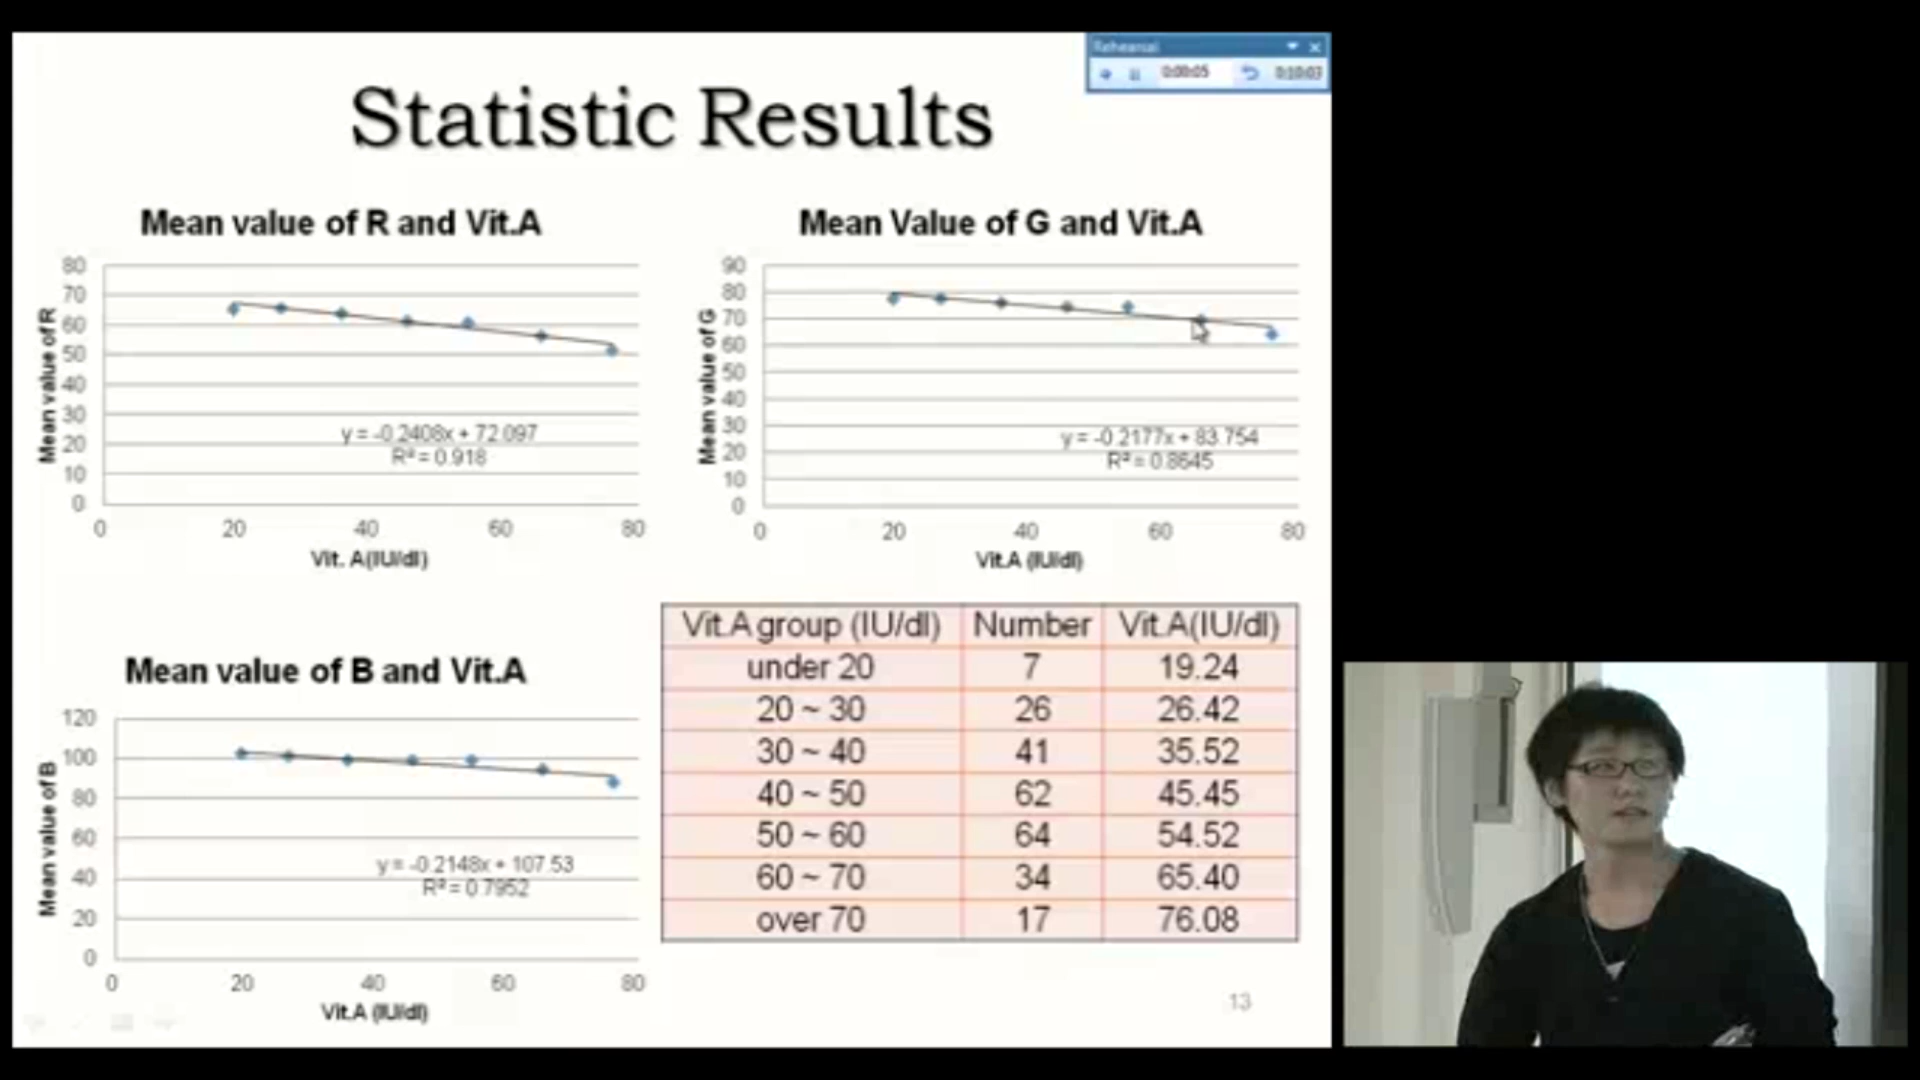 Rehearsal
0:00:05 0:10:03
Statistic Results
Mean value of R and Vit.A
80
70
60
50
40
30
20
10
0
Mean value of R
y = -0.2408x + 72.097
R² = 0.918
0 20 40 60 80
Vit. A(IU/dl)
Mean Value of G and Vit.A
90
80
70
60
50
40
30
20
10
0
Mean value of G
y = -0.2177x + 83.754
R² = 0.8645
0 20 40 60 80
Vit.A (IU/dl)
Mean value of B and Vit.A
120
100
80
60
40
20
0
Mean value of B
y = -0.2148x + 107.53
R² = 0.7952
0 20 40 60 80
Vit.A (IU/dl)
Vit.A group (IU/dl) Number Vit.A(IU/dl)
under 20 7 19.24
20 ~ 30 26 26.42
30 ~ 40 41 35.52
40 ~ 50 62 45.45
50 ~ 60 64 54.52
60 ~ 70 34 65.40
over 70 17 76.08
13